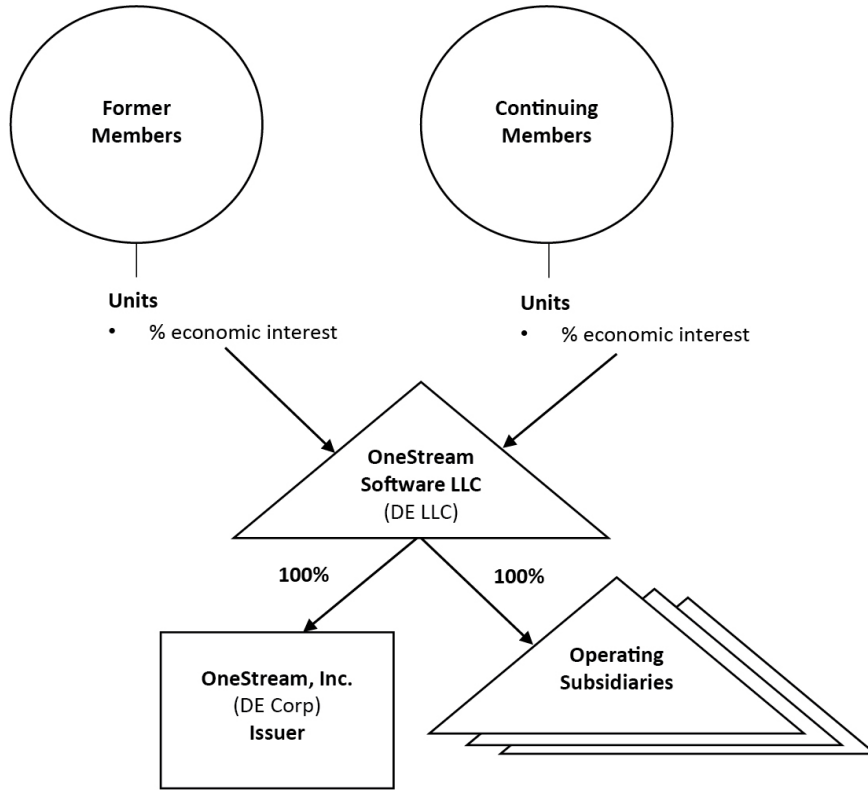 Former
Members
Continuing
Members
Units
• % economic interest
Units
• % economic interest
OneStream
Software LLC
(DE LLC)
100%
100%
OneStream, Inc.
(DE Corp)
Issuer
Operating
Subsidiaries